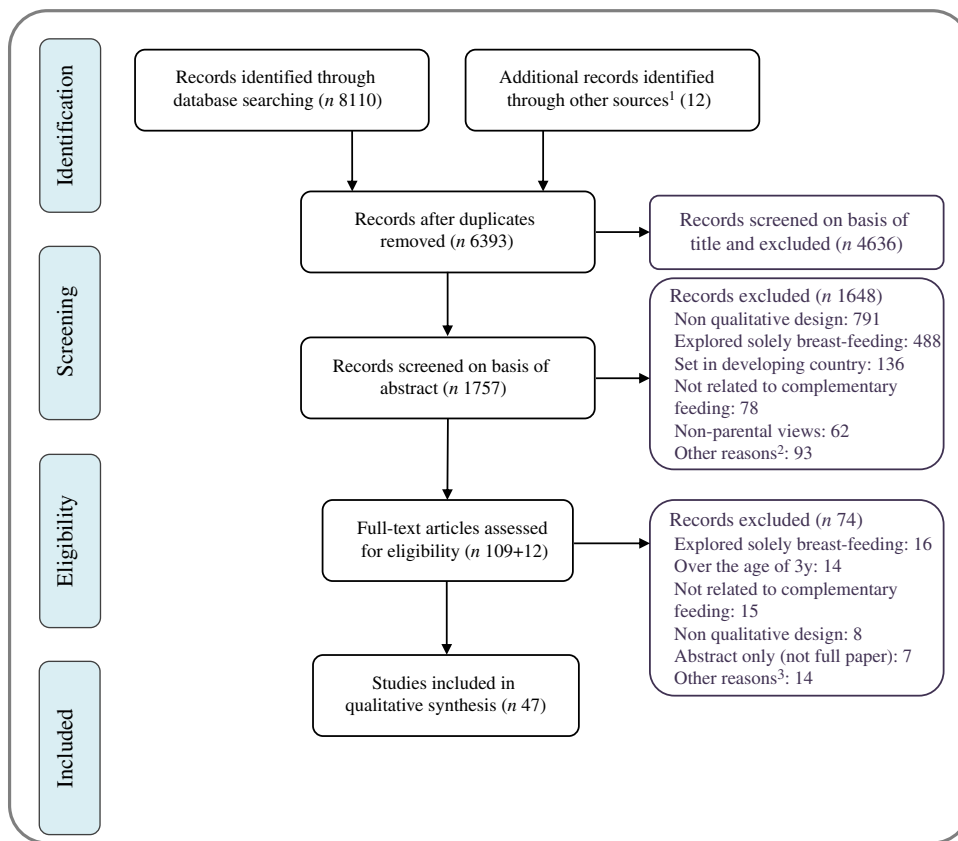 Identification
Records identified through
database searching (n 8110)
Additional records identified
through other sources¹ (12)
Records after duplicates
removed (n 6393)
Records screened on basis of
title and excluded (n 4636)
Screening
Records screened on basis of
abstract (n 1757)
Records excluded (n 1648)
Non qualitative design: 791
Explored solely breast-feeding: 488
Set in developing country: 136
Not related to complementary
feeding: 78
Non-parental views: 62
Other reasons²: 93
Eligibility
Full-text articles assessed
for eligibility (n 109+12)
Records excluded (n 74)
Explored solely breast-feeding: 16
Over the age of 3y: 14
Not related to complementary
feeding: 15
Non qualitative design: 8
Abstract only (not full paper): 7
Other reasons³: 14
Included
Studies included in
qualitative synthesis (n 47)